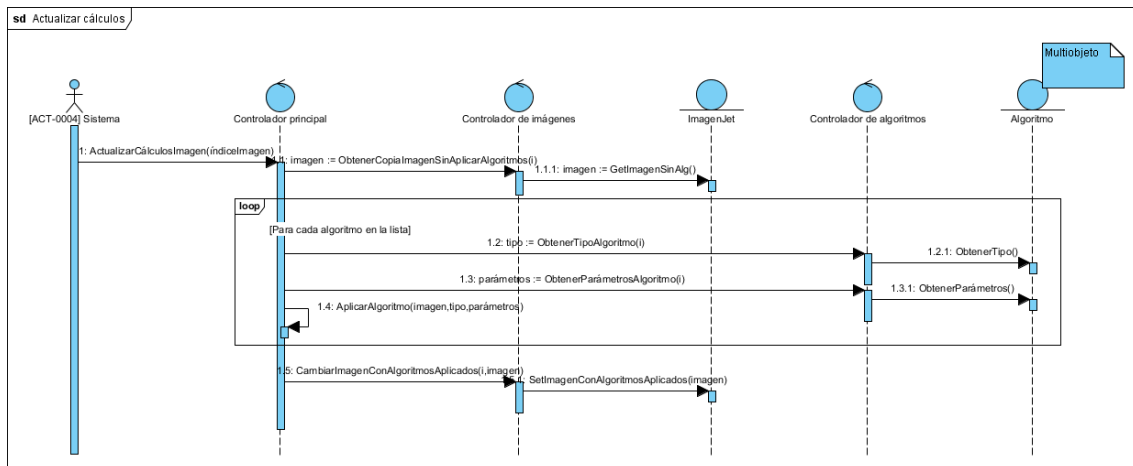 sd Actualizar cálculos
Multiobjeto
[ACT-0004] Sistema
Controlador principal
Controlador de imágenes
ImagenJet
Controlador de algoritmos
Algoritmo
1: ActualizarCálculosImagen(índiceImagen)
1.1: imagen := ObtenerCopiaImagenSinAplicarAlgoritmos(i)
1.1.1: imagen := GetImagenSinAlg()
loop
[Para cada algoritmo en la lista]
1.2: tipo := ObtenerTipoAlgoritmo(i)
1.2.1: ObtenerTipo()
1.3: parámetros := ObtenerParámetrosAlgoritmo(i)
1.3.1: ObtenerParámetros()
1.4: AplicarAlgoritmo(imagen,tipo,parámetros)
1.5: CambiarImagenConAlgoritmosAplicados(i,imagen)
1.5.1: SetImagenConAlgoritmosAplicados(imagen)